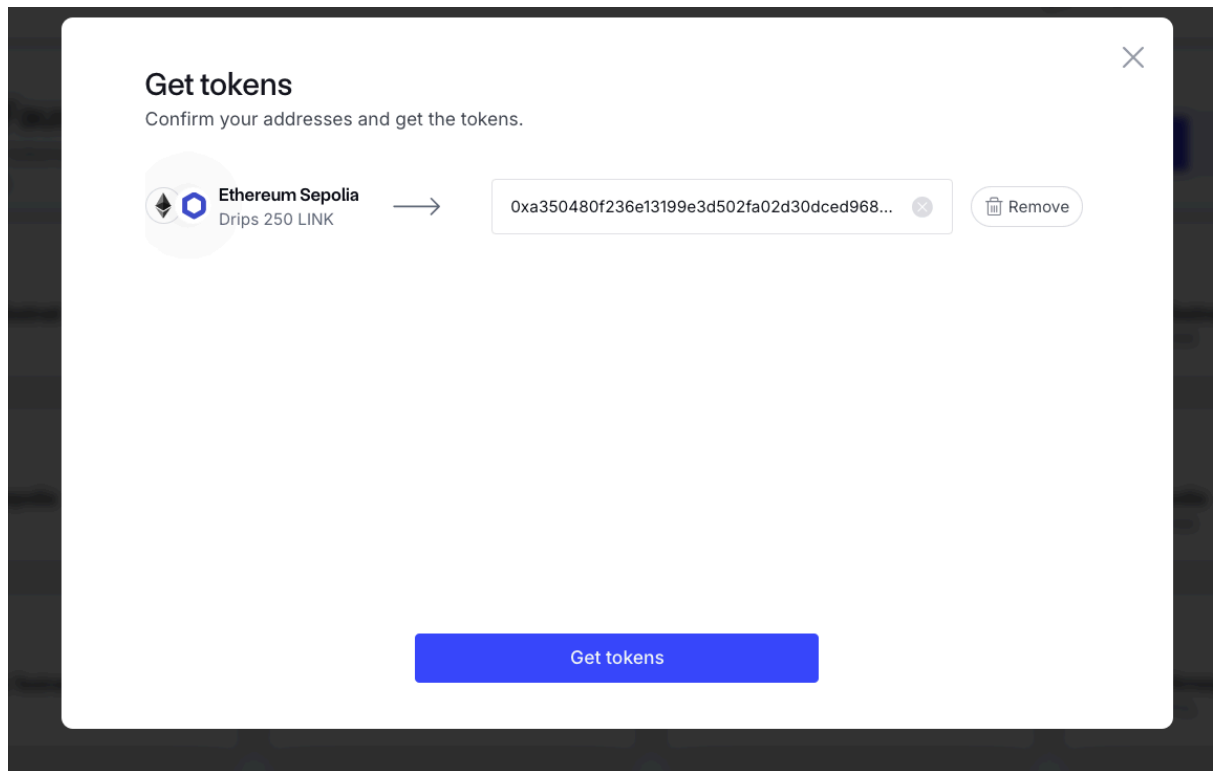 Get tokens
Confirm your addresses and get the tokens.
Ethereum Sepolia
Drips 250 LINK
0xa350480f236e13199e3d502fa02d30dced968...
Remove
Get tokens